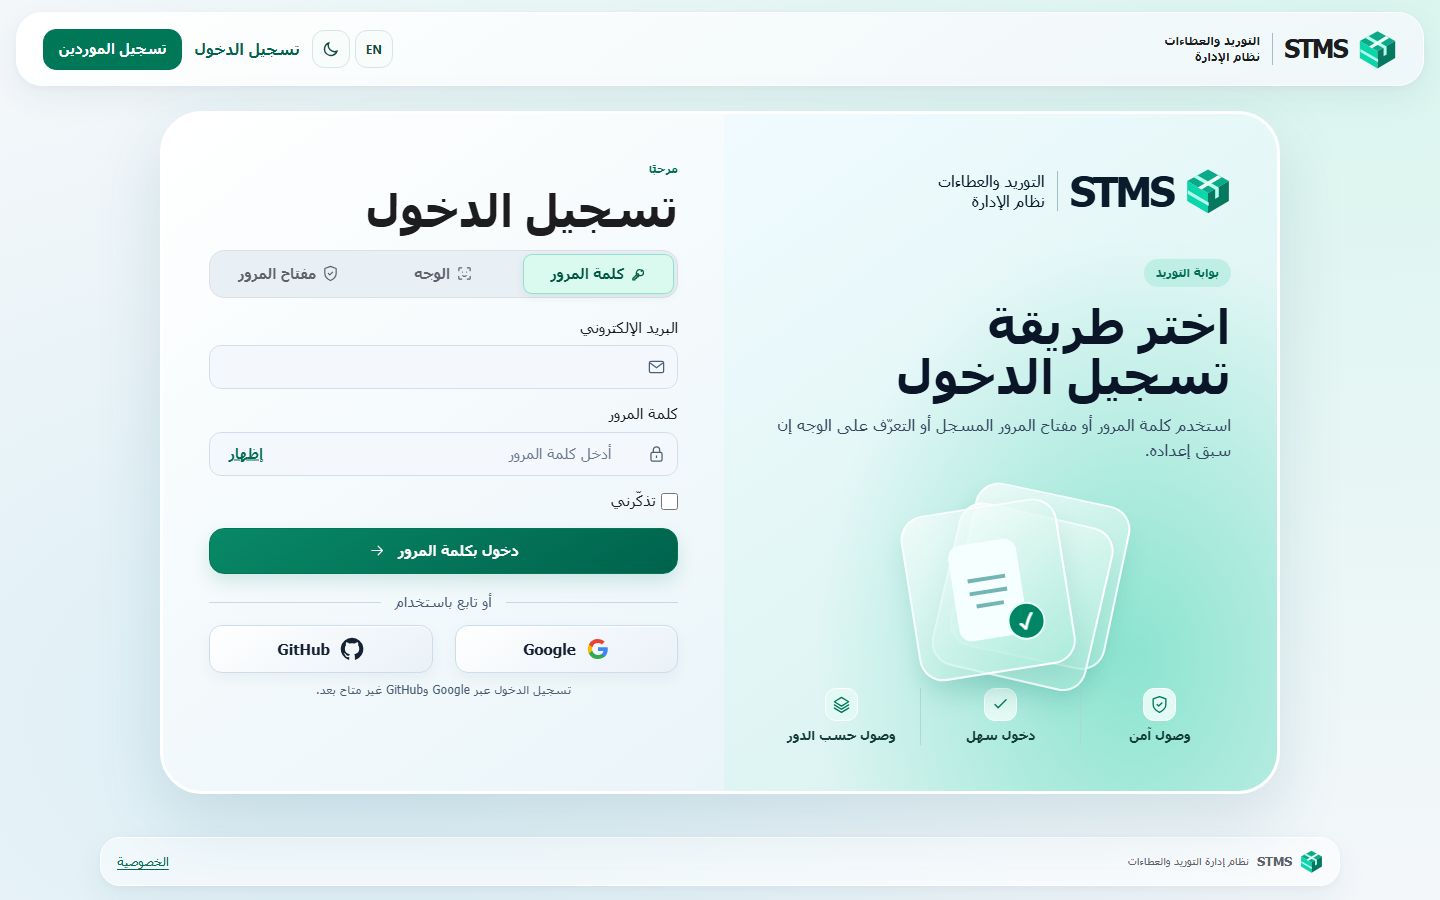 STMS
التوريد والعطاءات
نظام الإدارة
EN
تسجيل الدخول
تسجيل الموردين
STMS
التوريد والعطاءات
نظام الإدارة
بوابة التوريد
اختر طريقة
تسجيل الدخول
استخدم كلمة المرور أو مفتاح المرور المسجل أو التعرّف على الوجه إن
سبق إعداده.
وصول آمن
دخول سهل
وصول حسب الدور
مرحبًا
تسجيل الدخول
كلمة المرور
الوجه
مفتاح المرور
البريد الإلكتروني
كلمة المرور
أدخل كلمة المرور
إظهار
تذكّرني
دخول بكلمة المرور
أو تابع باستخدام
Google
GitHub
تسجيل الدخول عبر Google وGitHub غير متاح بعد.
STMS
نظام إدارة التوريد والعطاءات
الخصوصية